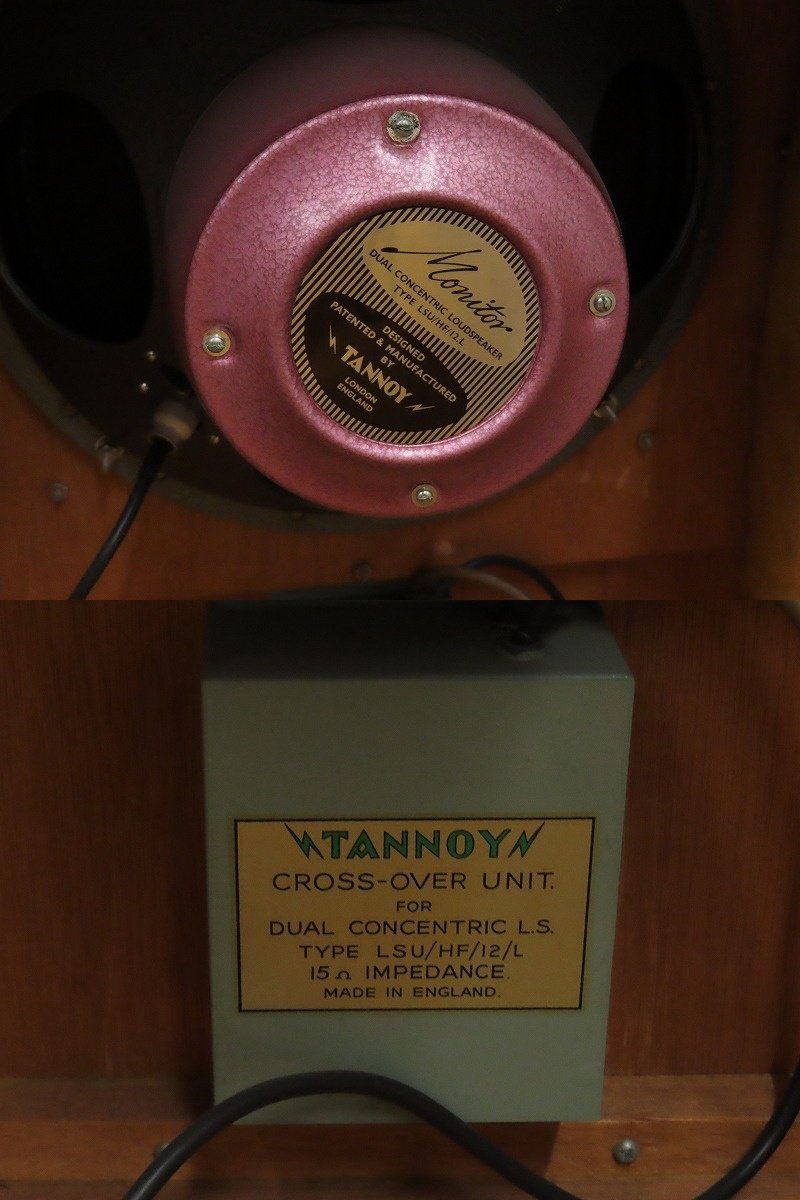 Monitor
DUAL CONCENTRIC LOUDSPEAKER
TYPE LSU/HF/12.L
DESIGNED
PATENTED & MANUFACTURED
BY
TANNOY
LONDON
ENGLAND
TANNOY
CROSS-OVER UNIT.
FOR
DUAL CONCENTRIC L.S.
TYPE LSU/HF/12/L
15 Ω IMPEDANCE.
MADE IN ENGLAND.